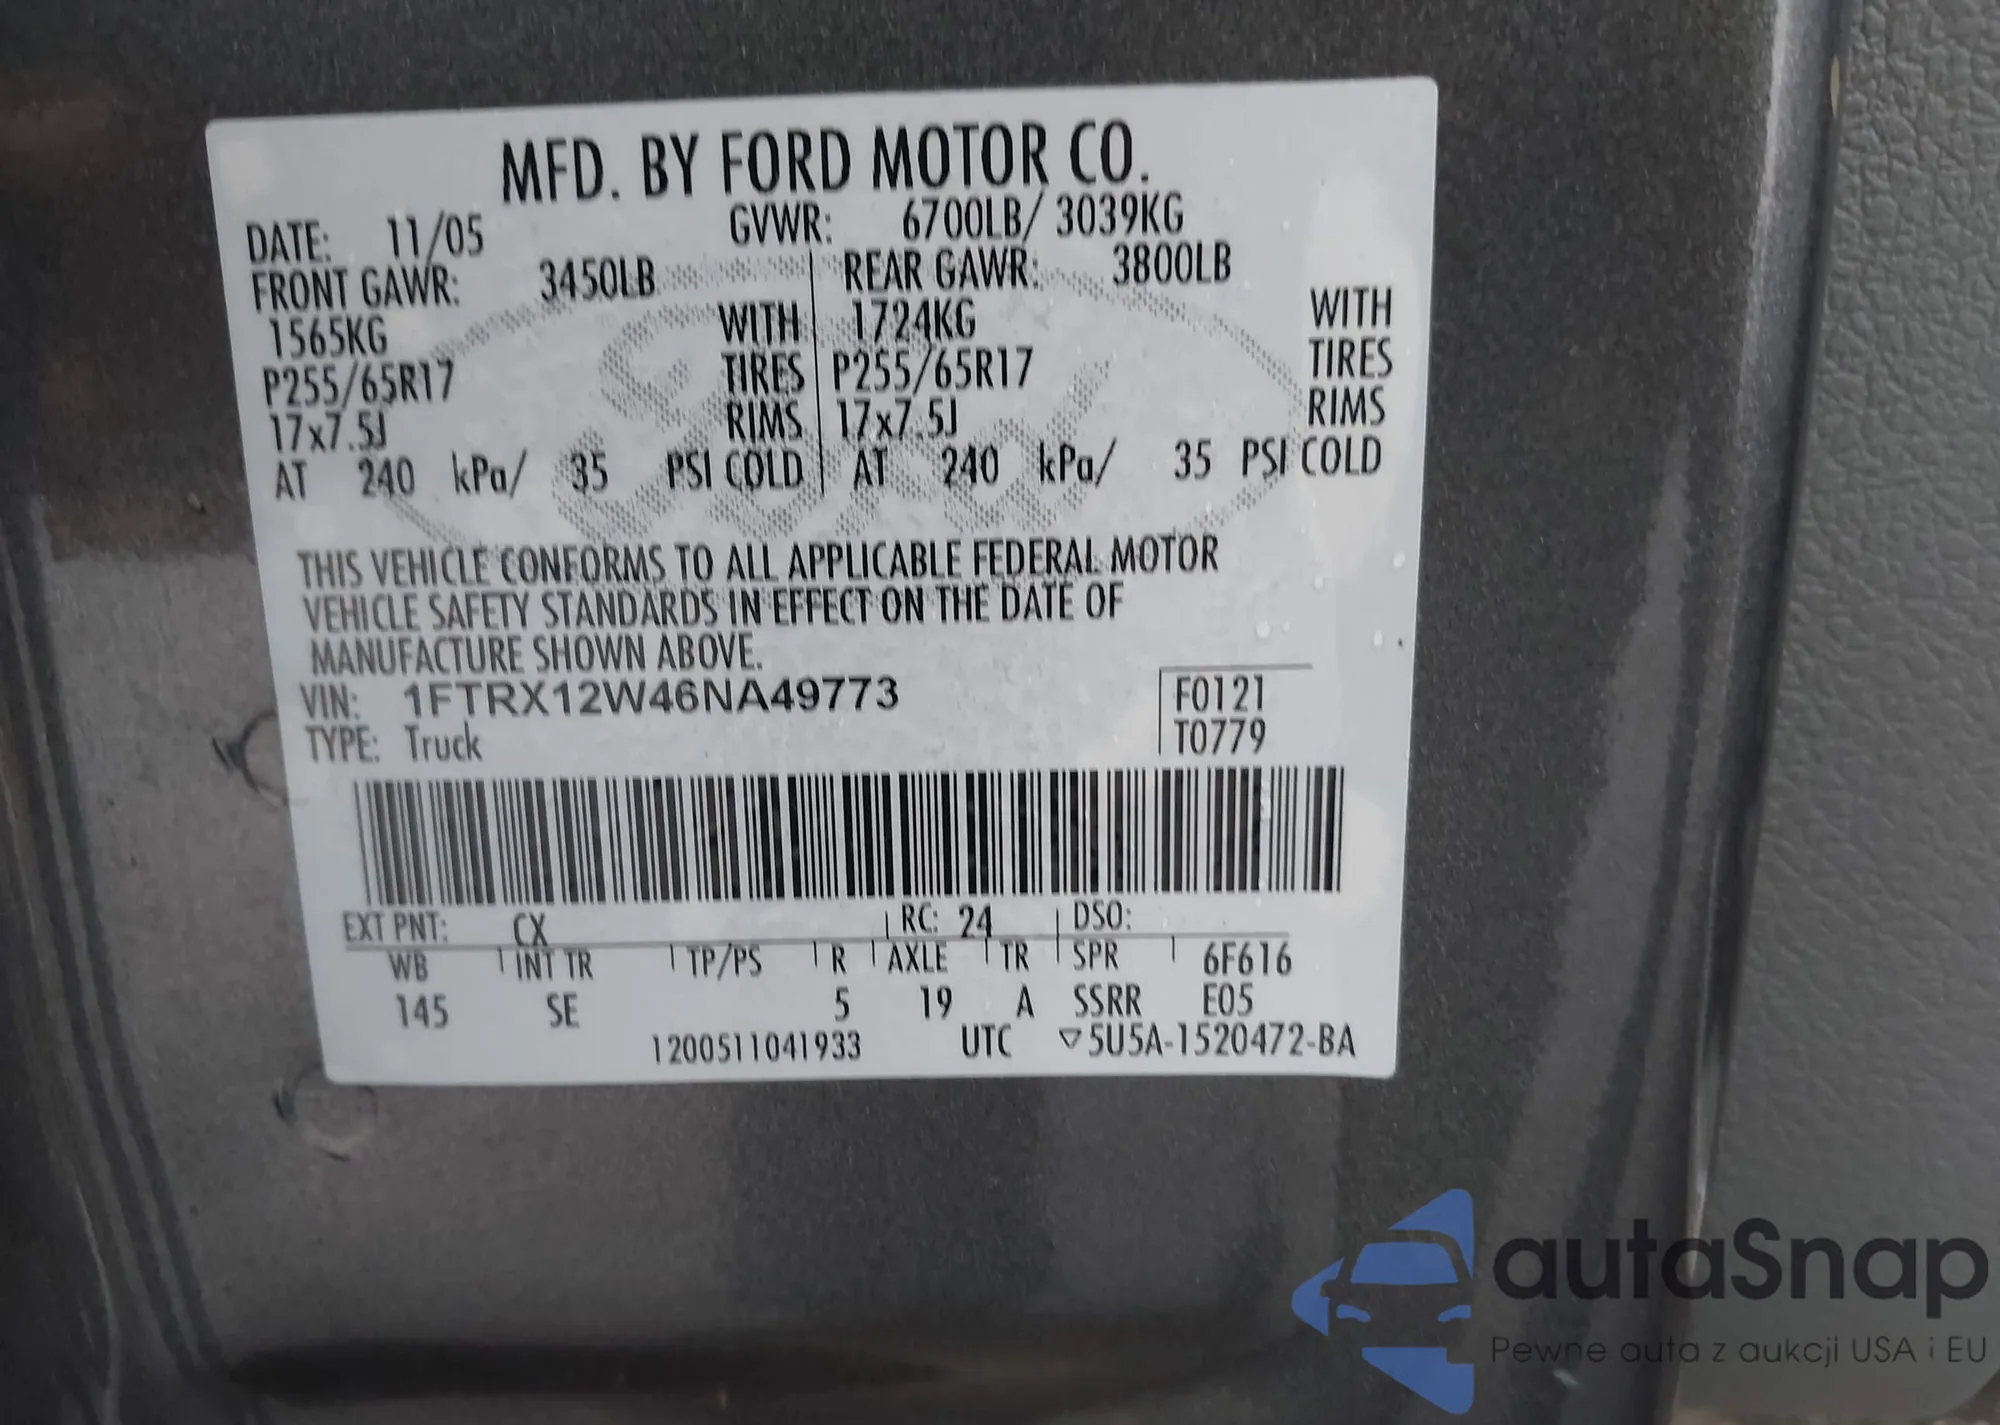 MFD. BY FORD MOTOR CO.
DATE: 11/05 GVWR: 6700LB/ 3039KG
FRONT GAWR: 3450LB REAR GAWR: 3800LB
1565KG WITH 1724KG WITH
P255/65R17 TIRES P255/65R17 TIRES
17x7.5J RIMS 17x7.5J RIMS
AT 240 kPa/ 35 PSI COLD AT 240 kPa/ 35 PSI COLD
THIS VEHICLE CONFORMS TO ALL APPLICABLE FEDERAL MOTOR
VEHICLE SAFETY STANDARDS IN EFFECT ON THE DATE OF
MANUFACTURE SHOWN ABOVE.
VIN: 1FTRX12W46NA49773 F0121
TYPE: Truck T0779
EXT PNT: CX RC: 24 DSO:
WB INT TR TP/PS R AXLE TR SPR 6F616
145 SE 5 19 A SSRR E05
1200511041933 UTC ▽5U5A-1520472-BA
Ford
autaSnap
Pewne auta z aukcji USA i EU